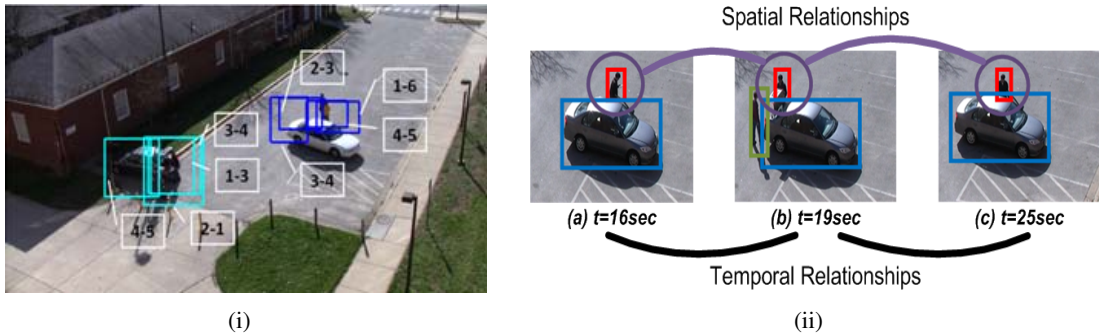 2-3
1-6
3-4
4-5
1-3
3-4
4-5
2-1
(i)
Spatial Relationships
(a) t=16sec
(b) t=19sec
(c) t=25sec
Temporal Relationships
(ii)